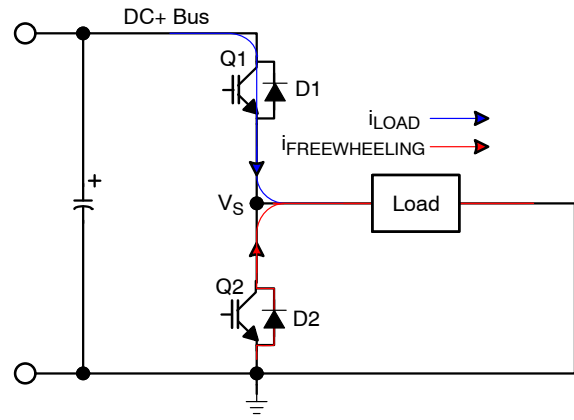 DC+ Bus
Q1
D1
iLOAD
iFREEWHEELING
+
VS
Load
Q2
D2